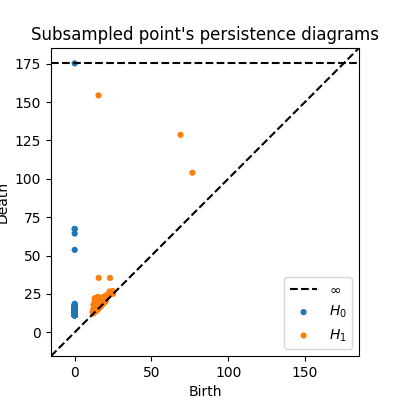 Subsampled point's persistence diagrams
175
150
125
100
75
50
25
0
Death
0
50
100
150
Birth
∞
H₀
H₁